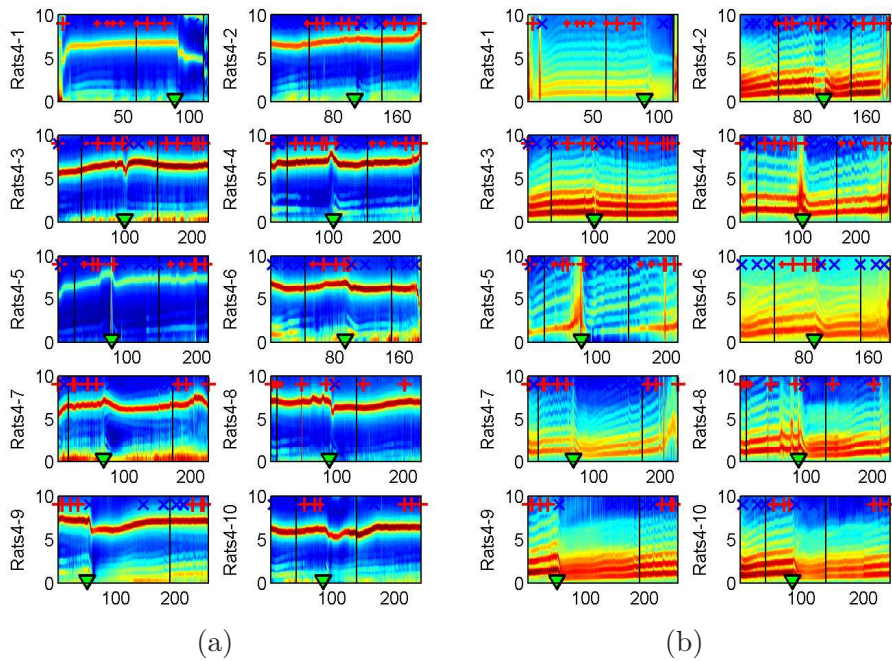 10 10 10 10
Rats4-1 5 Rats4-2 5 Rats4-1 5 Rats4-2 5
0 0 0 0
50 100 80 160 50 100 80 160
10 10 10 10
Rats4-3 5 Rats4-4 5 Rats4-3 5 Rats4-4 5
0 0 0 0
100 200 100 200 100 200 100 200
10 10 10 10
Rats4-5 5 Rats4-6 5 Rats4-5 5 Rats4-6 5
0 0 0 0
100 200 80 160 100 200 80 160
10 10 10 10
Rats4-7 5 Rats4-8 5 Rats4-7 5 Rats4-8 5
0 0 0 0
100 200 100 200 100 200 100 200
10 10 10 10
Rats4-9 5 Rats4-10 5 Rats4-9 5 Rats4-10 5
0 0 0 0
100 200 100 200 100 200 100 200
(a) (b)